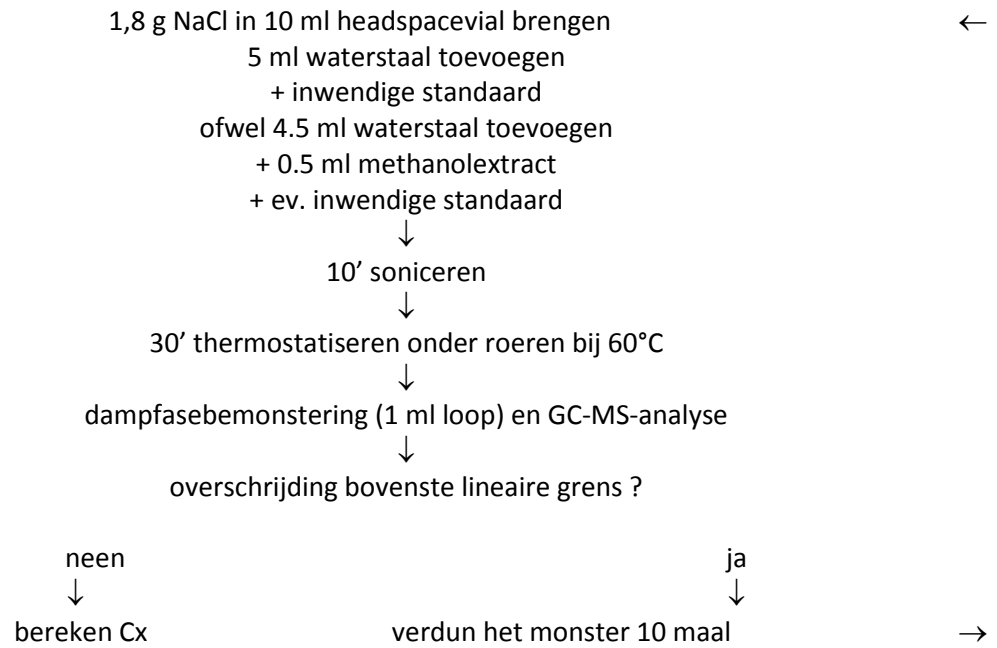 1,8 g NaCl in 10 ml headspacevial brengen ←
5 ml waterstaal toevoegen
+ inwendige standaard
ofwel 4.5 ml waterstaal toevoegen
+ 0.5 ml methanolextract
+ ev. inwendige standaard
↓
10’ soniceren
↓
30’ thermostatiseren onder roeren bij 60°C
↓
dampfasebemonstering (1 ml loop) en GC-MS-analyse
↓
overschrijding bovenste lineaire grens ?
neen ja
↓ ↓
bereken Cx verdun het monster 10 maal →